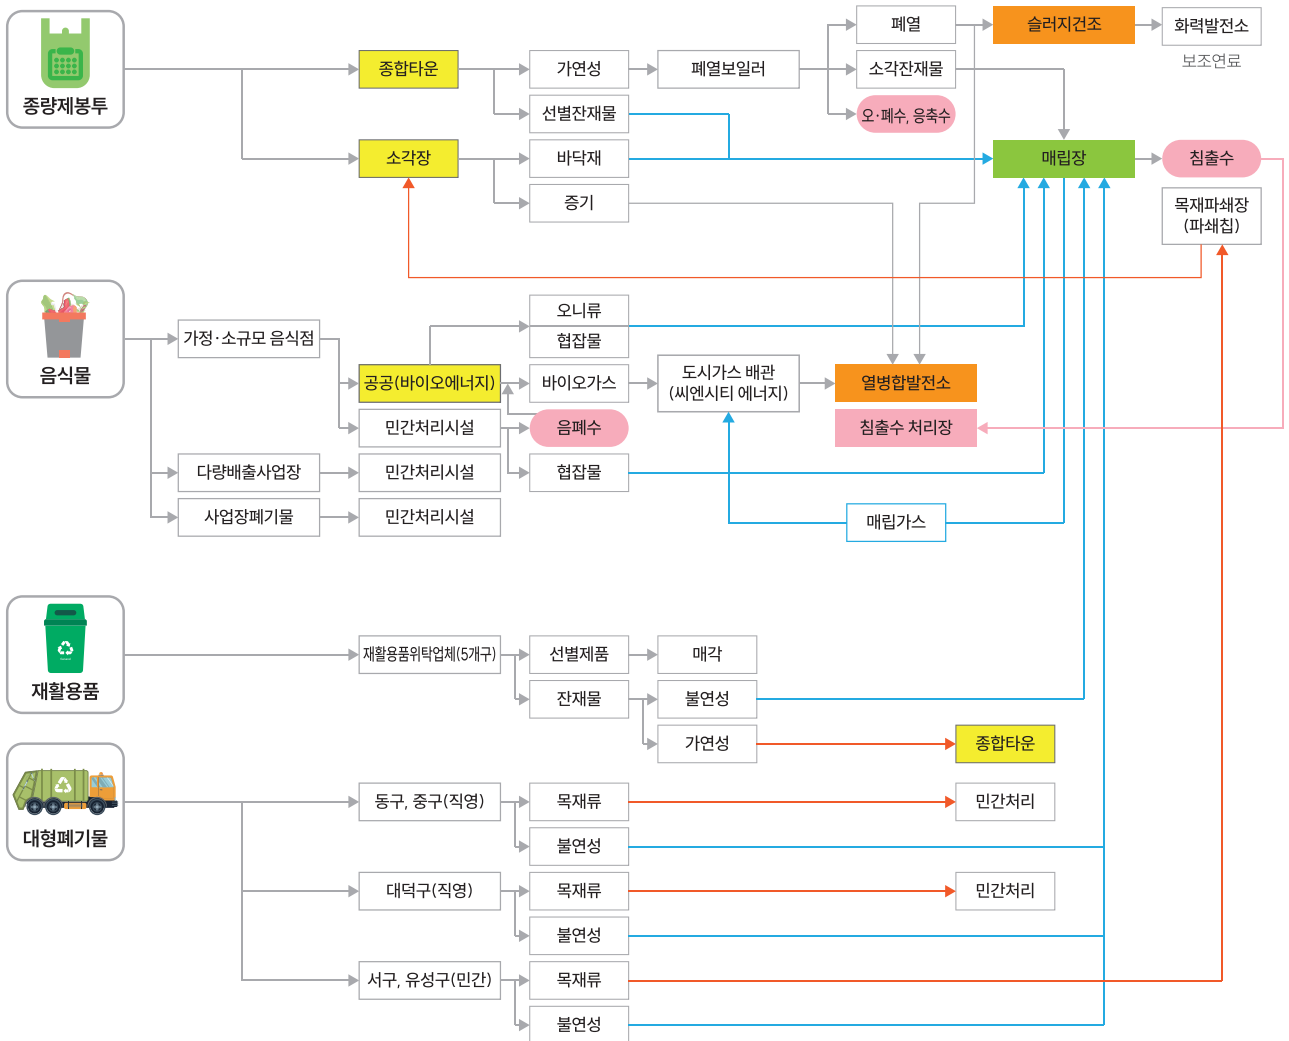 종량제봉투
종합타운
가연성
폐열보일러
폐열
슬러지건조
화력발전소
보조연료
소각잔재물
오·폐수, 응축수
선별잔재물
소각장
바닥재
증기
매립장
침출수
목재파쇄장
(파쇄칩)
음식물
가정·소규모 음식점
오니류
협잡물
공공(바이오에너지)
바이오가스
도시가스 배관
(씨엔시티 에너지)
열병합발전소
민간처리시설
음폐수
침출수 처리장
다량배출사업장
민간처리시설
협잡물
사업장폐기물
민간처리시설
매립가스
재활용품
재활용품위탁업체(5개구)
선별제품
매각
잔재물
불연성
가연성
종합타운
대형폐기물
동구, 중구(직영)
목재류
민간처리
불연성
대덕구(직영)
목재류
민간처리
불연성
서구, 유성구(민간)
목재류
불연성